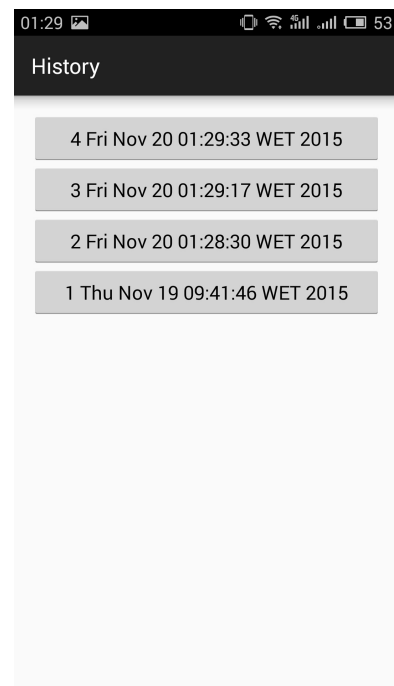 01:29 4G 53
History
4 Fri Nov 20 01:29:33 WET 2015
3 Fri Nov 20 01:29:17 WET 2015
2 Fri Nov 20 01:28:30 WET 2015
1 Thu Nov 19 09:41:46 WET 2015